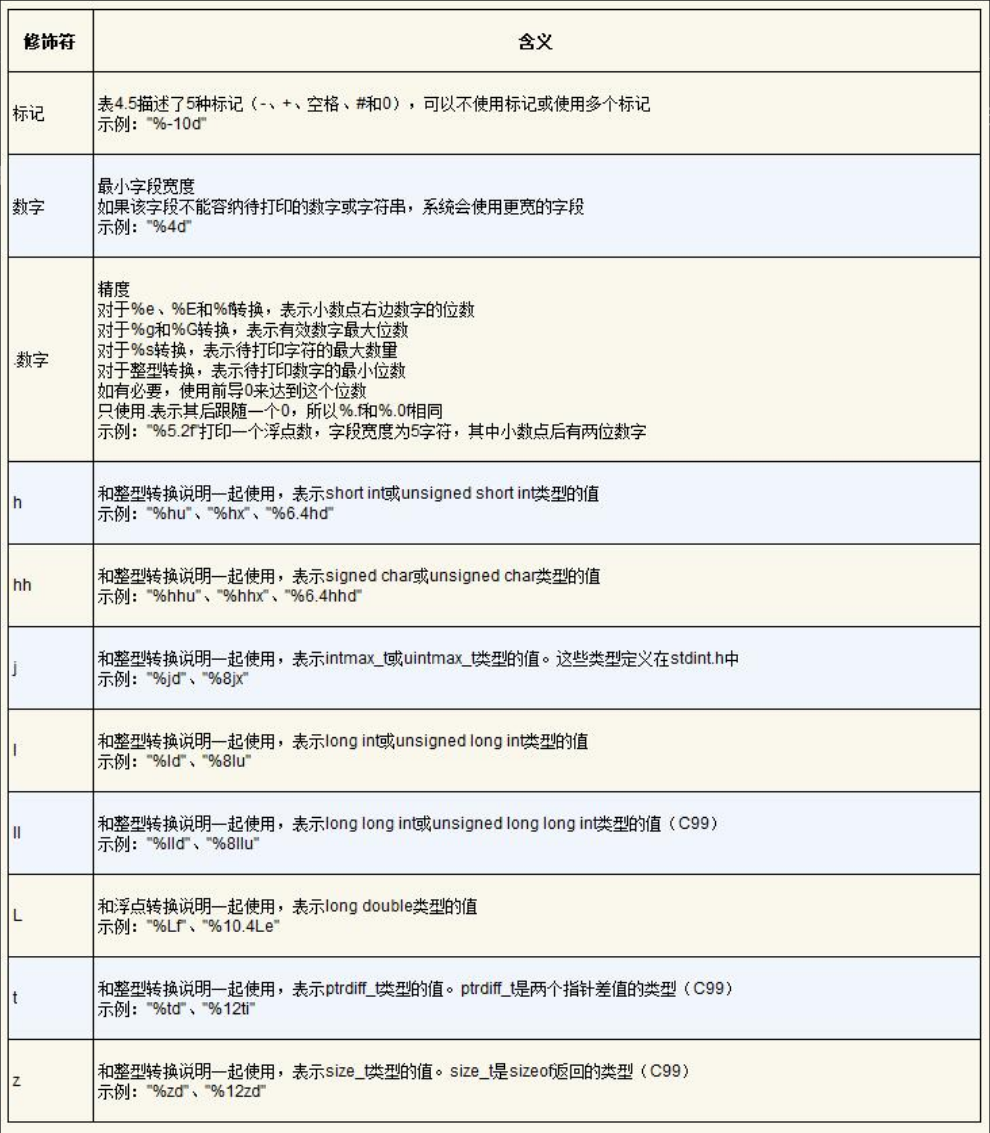 修饰符
含义
标记
表4.5描述了5种标记（-、+、空格、#和0），可以不使用标记或使用多个标记
示例："%-10d"
数字
最小字段宽度
如果该字段不能容纳待打印的数字或字符串，系统会使用更宽的字段
示例："%4d"
.数字
精度
对于%e、%E和%f转换，表示小数点右边数字的位数
对于%g和%G转换，表示有效数字最大位数
对于%s转换，表示待打印字符的最大数量
对于整型转换，表示待打印数字的最小位数
如有必要，使用前导0来达到这个位数
只使用.表示其后跟随一个0，所以%.f和%.0f相同
示例："%5.2f"打印一个浮点数，字段宽度为5字符，其中小数点后有两位数字
h
和整型转换说明一起使用，表示short int或unsigned short int类型的值
示例："%hu"、"%hx"、"%6.4hd"
hh
和整型转换说明一起使用，表示signed char或unsigned char类型的值
示例："%hhu"、"%hhx"、"%6.4hhd"
j
和整型转换说明一起使用，表示intmax_t或uintmax_t类型的值。这些类型定义在stdint.h中
示例："%jd"、"%8jx"
l
和整型转换说明一起使用，表示long int或unsigned long int类型的值
示例："%ld"、"%8lu"
ll
和整型转换说明一起使用，表示long long int或unsigned long long int类型的值（C99）
示例："%lld"、"%8llu"
L
和浮点转换说明一起使用，表示long double类型的值
示例："%Lf"、"%10.4Le"
t
和整型转换说明一起使用，表示ptrdiff_t类型的值。ptrdiff_t是两个指针差值的类型（C99）
示例："%td"、"%12ti"
z
和整型转换说明一起使用，表示size_t类型的值。size_t是sizeof返回的类型（C99）
示例："%zd"、"%12zd"